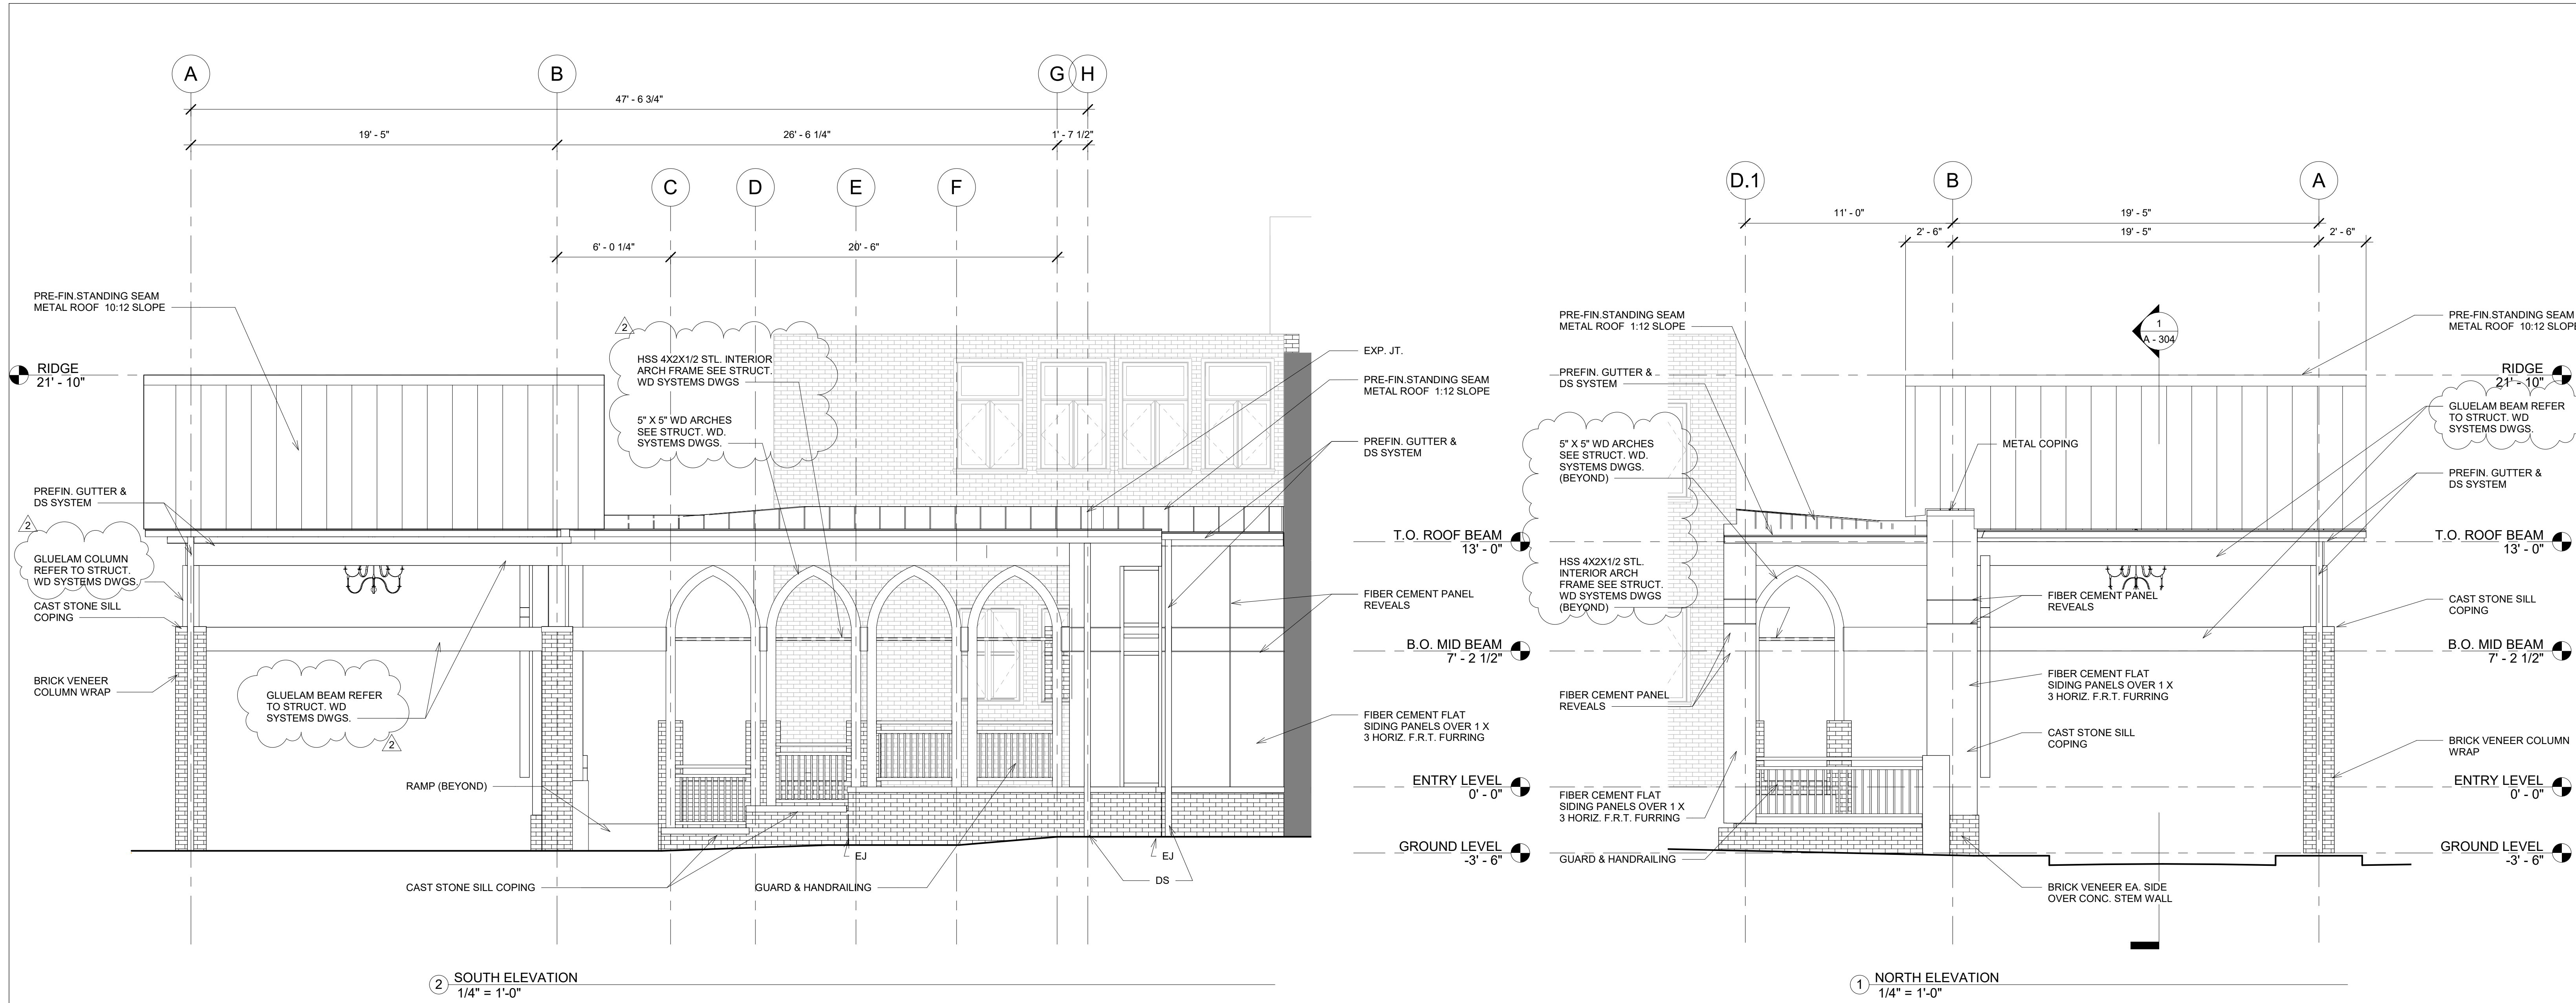 A
B
G
H
47' - 6 3/4"
19' - 5"
26' - 6 1/4"
1' - 7 1/2"
C
D
E
F
6' - 0 1/4"
20' - 6"
PRE-FIN.STANDING SEAM
METAL ROOF 10:12 SLOPE
RIDGE
21' - 10"
PREFIN. GUTTER &
DS SYSTEM
2
GLUELAM COLUMN
REFER TO STRUCT.
WD SYSTEMS DWGS.
CAST STONE SILL
COPING
BRICK VENEER
COLUMN WRAP
GLUELAM BEAM REFER
TO STRUCT. WD
SYSTEMS DWGS.
2
2
HSS 4X2X1/2 STL. INTERIOR
ARCH FRAME SEE STRUCT.
WD SYSTEMS DWGS
5" X 5" WD ARCHES
SEE STRUCT. WD.
SYSTEMS DWGS.
RAMP (BEYOND)
CAST STONE SILL COPING
GUARD & HANDRAILING
EJ
EJ
DS
EXP. JT.
PRE-FIN.STANDING SEAM
METAL ROOF 1:12 SLOPE
PREFIN. GUTTER &
DS SYSTEM
T.O. ROOF BEAM
13' - 0"
FIBER CEMENT PANEL
REVEALS
B.O. MID BEAM
7' - 2 1/2"
FIBER CEMENT FLAT
SIDING PANELS OVER 1 X
3 HORIZ. F.R.T. FURRING
ENTRY LEVEL
0' - 0"
GROUND LEVEL
-3' - 6"
2
SOUTH ELEVATION
1/4" = 1'-0"
D.1
B
A
11' - 0"
19' - 5"
2' - 6"
19' - 5"
2' - 6"
PRE-FIN.STANDING SEAM
METAL ROOF 1:12 SLOPE
PREFIN. GUTTER &
DS SYSTEM
5" X 5" WD ARCHES
SEE STRUCT. WD.
SYSTEMS DWGS.
(BEYOND)
HSS 4X2X1/2 STL.
INTERIOR ARCH
FRAME SEE STRUCT.
WD SYSTEMS DWGS
(BEYOND)
FIBER CEMENT PANEL
REVEALS
FIBER CEMENT FLAT
SIDING PANELS OVER 1 X
3 HORIZ. F.R.T. FURRING
GUARD & HANDRAILING
1
A - 304
METAL COPING
FIBER CEMENT PANEL
REVEALS
FIBER CEMENT FLAT
SIDING PANELS OVER 1 X
3 HORIZ. F.R.T. FURRING
CAST STONE SILL
COPING
BRICK VENEER EA. SIDE
OVER CONC. STEM WALL
PRE-FIN.STANDING SEAM
METAL ROOF 10:12 SLOPE
RIDGE
21' - 10"
GLUELAM BEAM REFER
TO STRUCT. WD
SYSTEMS DWGS.
PREFIN. GUTTER &
DS SYSTEM
T.O. ROOF BEAM
13' - 0"
CAST STONE SILL
COPING
B.O. MID BEAM
7' - 2 1/2"
BRICK VENEER COLUMN
WRAP
ENTRY LEVEL
0' - 0"
GROUND LEVEL
-3' - 6"
1
NORTH ELEVATION
1/4" = 1'-0"